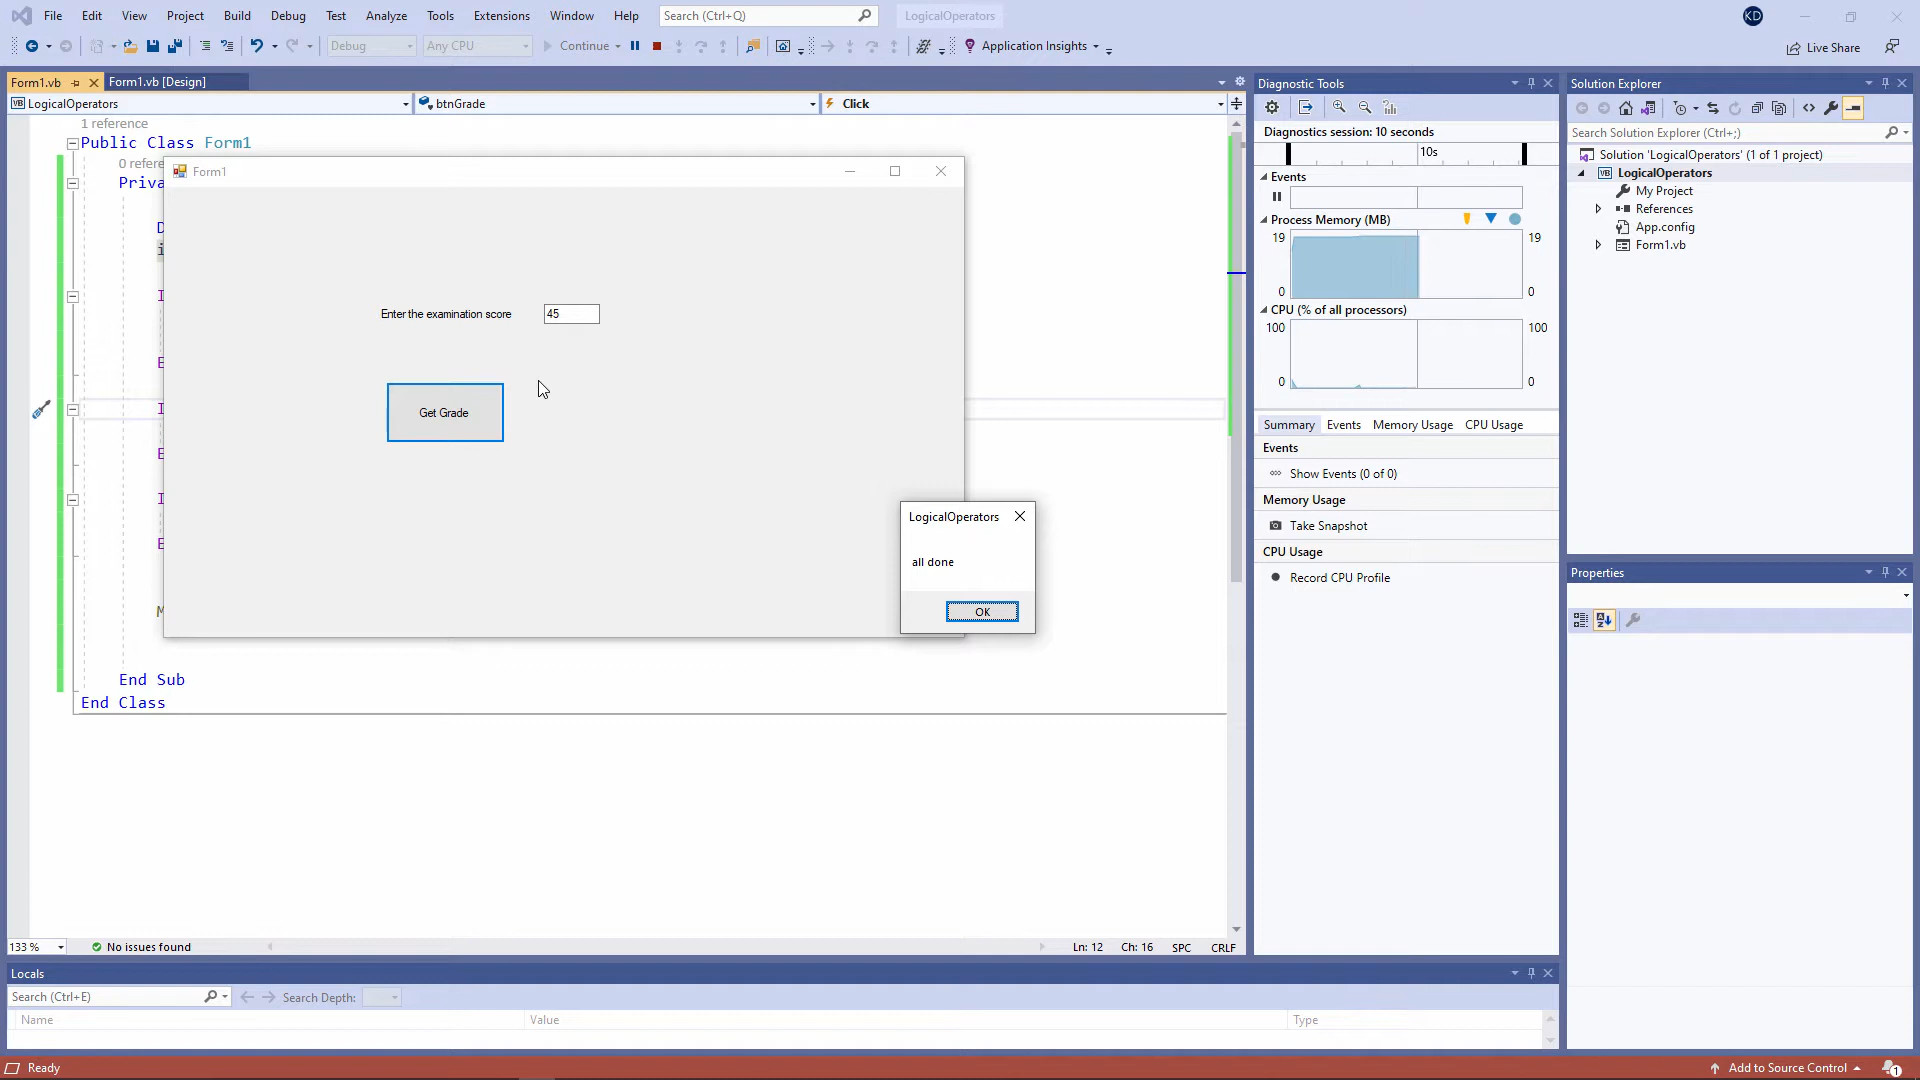 File Edit View Project Build Debug Test Analyze Tools Extensions Window Help Search (Ctrl+Q) LogicalOperators KD
Debug Any CPU Continue Application Insights Live Share
Form1.vb Form1.vb [Design]
VB LogicalOperators btnGrade Click
1 reference
Public Class Form1
0 refere
Priva
D
i
I
E
I
E
I
E
M
End Sub
End Class
Form1
Enter the examination score 45
Get Grade
LogicalOperators
all done
OK
133 % No issues found Ln: 12 Ch: 16 SPC CRLF
Diagnostic Tools
Diagnostics session: 10 seconds
10s
Events
Process Memory (MB)
19 19
0 0
CPU (% of all processors)
100 100
0 0
Summary Events Memory Usage CPU Usage
Events
Show Events (0 of 0)
Memory Usage
Take Snapshot
CPU Usage
Record CPU Profile
Solution Explorer
Search Solution Explorer (Ctrl+;)
Solution 'LogicalOperators' (1 of 1 project)
VB LogicalOperators
My Project
References
App.config
Form1.vb
Properties
Locals
Search (Ctrl+E) Search Depth:
Name Value Type
Ready Add to Source Control 1